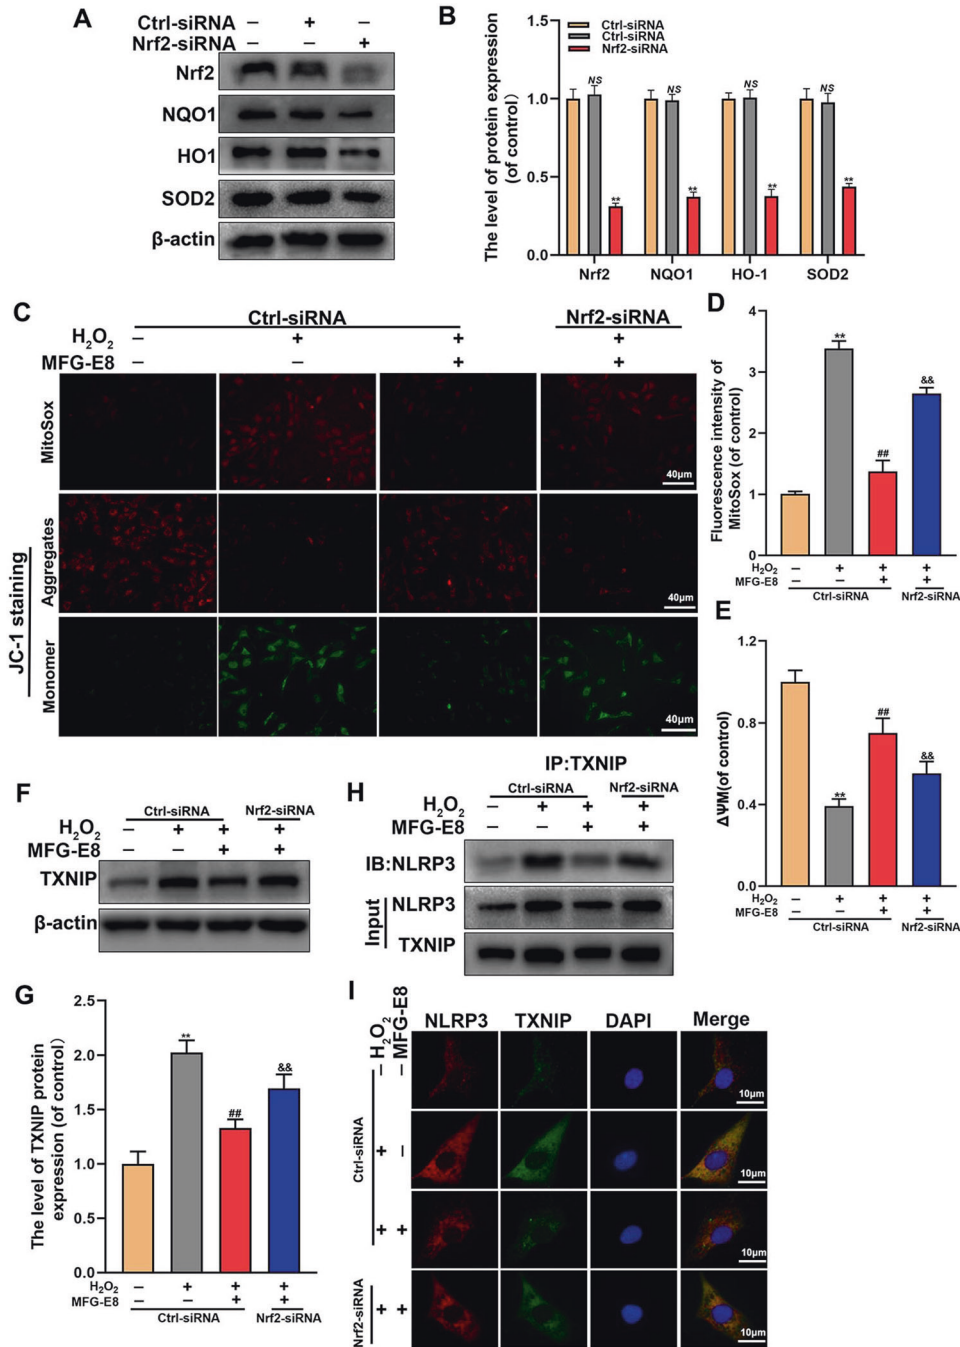 A
Ctrl-siRNA – + –
Nrf2-siRNA – – +
Nrf2
NQO1
HO1
SOD2
β-actin
B
Ctrl-siRNA
Ctrl-siRNA
Nrf2-siRNA
The level of protein expression
(of control)
1.5
1.0
0.5
0.0
NS NS NS NS
** ** ** **
Nrf2 NQO1 HO-1 SOD2
C
Ctrl-siRNA Nrf2-siRNA
H2O2 – + + +
MFG-E8 – – + +
MitoSox
40μm
JC-1 staining
Aggregates
40μm
Monomer
40μm
D
Fluorescence intensity of
MitoSox (of control)
4
3
2
1
0
**
##
&&
H2O2 – + + +
MFG-E8 – – + +
Ctrl-siRNA Nrf2-siRNA
E
ΔΨM(of control)
1.2
0.8
0.4
0.0
**
##
&&
H2O2 – + + +
MFG-E8 – – + +
Ctrl-siRNA Nrf2-siRNA
F
Ctrl-siRNA Nrf2-siRNA
H2O2 – + + +
MFG-E8 – – + +
TXNIP
β-actin
H
IP:TXNIP
Ctrl-siRNA Nrf2-siRNA
H2O2 – + + +
MFG-E8 – – + +
IB:NLRP3
Input
NLRP3
TXNIP
G
The level of TXNIP protein
expression (of control)
2.5
2.0
1.5
1.0
0.5
0.0
**
##
&&
H2O2 – + + +
MFG-E8 – – + +
Ctrl-siRNA Nrf2-siRNA
I
H2O2 MFG-E8
NLRP3 TXNIP DAPI Merge
Ctrl-siRNA
– –
10μm
+ –
10μm
+ +
10μm
Nrf2-siRNA
+ +
10μm